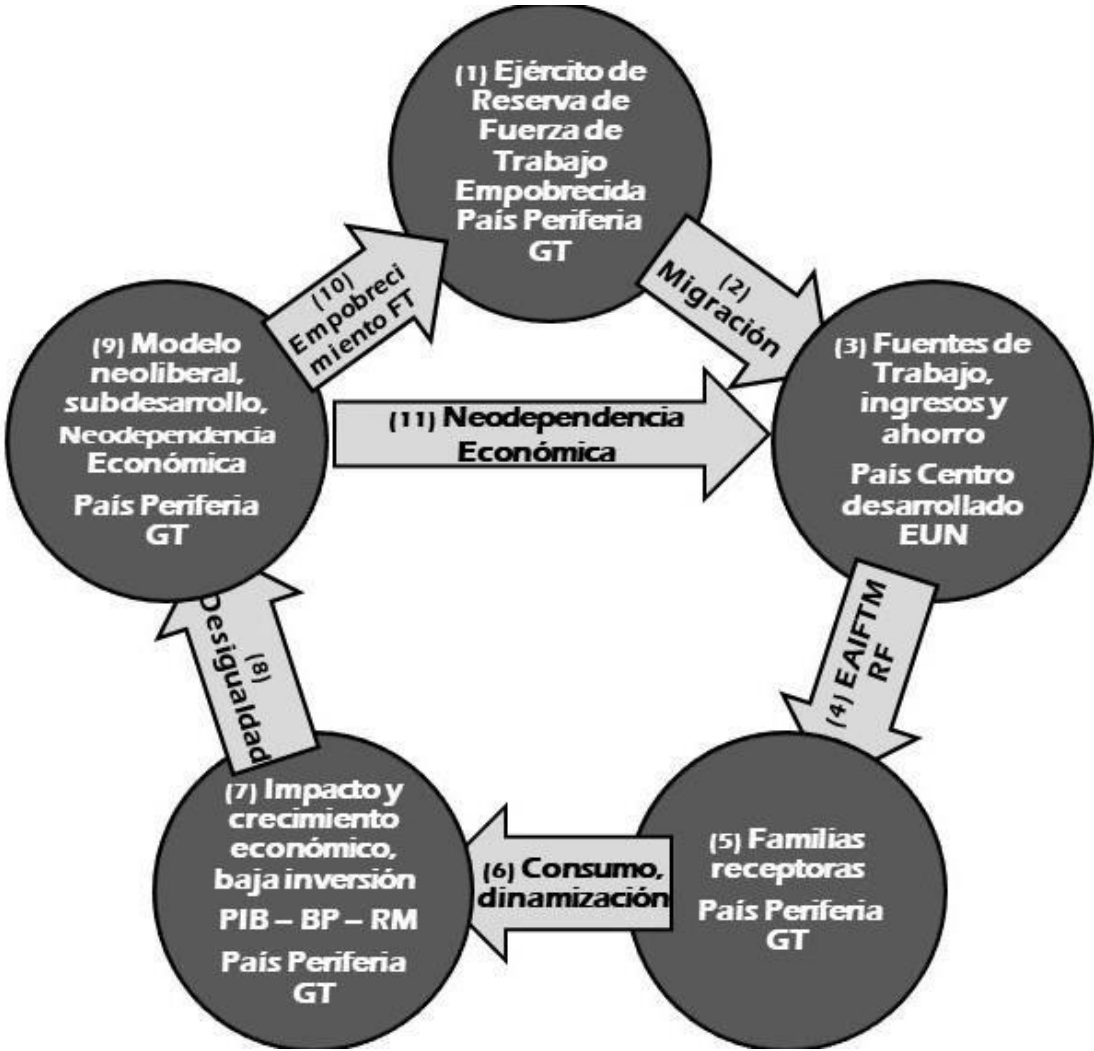 (1) Ejército de
Reserva de
Fuerza de
Trabajo
Empobrecida
País Periferia
GT
(2)
Migración
(3) Fuentes de
Trabajo,
ingresos y
ahorro
País Centro
desarrollado
EUN
(4) EAIFTM
RF
(5) Familias
receptoras
País Periferia
GT
(6) Consumo,
dinamización
(7) Impacto y
crecimiento
económico,
baja inversión
PIB – BP – RM
País Periferia
GT
(8)
Desigualdad
(9) Modelo
neoliberal,
subdesarrollo,
Neodependencia
Económica
País Periferia
GT
(10)
Empobreci
miento FT
(11) Neodependencia
Económica